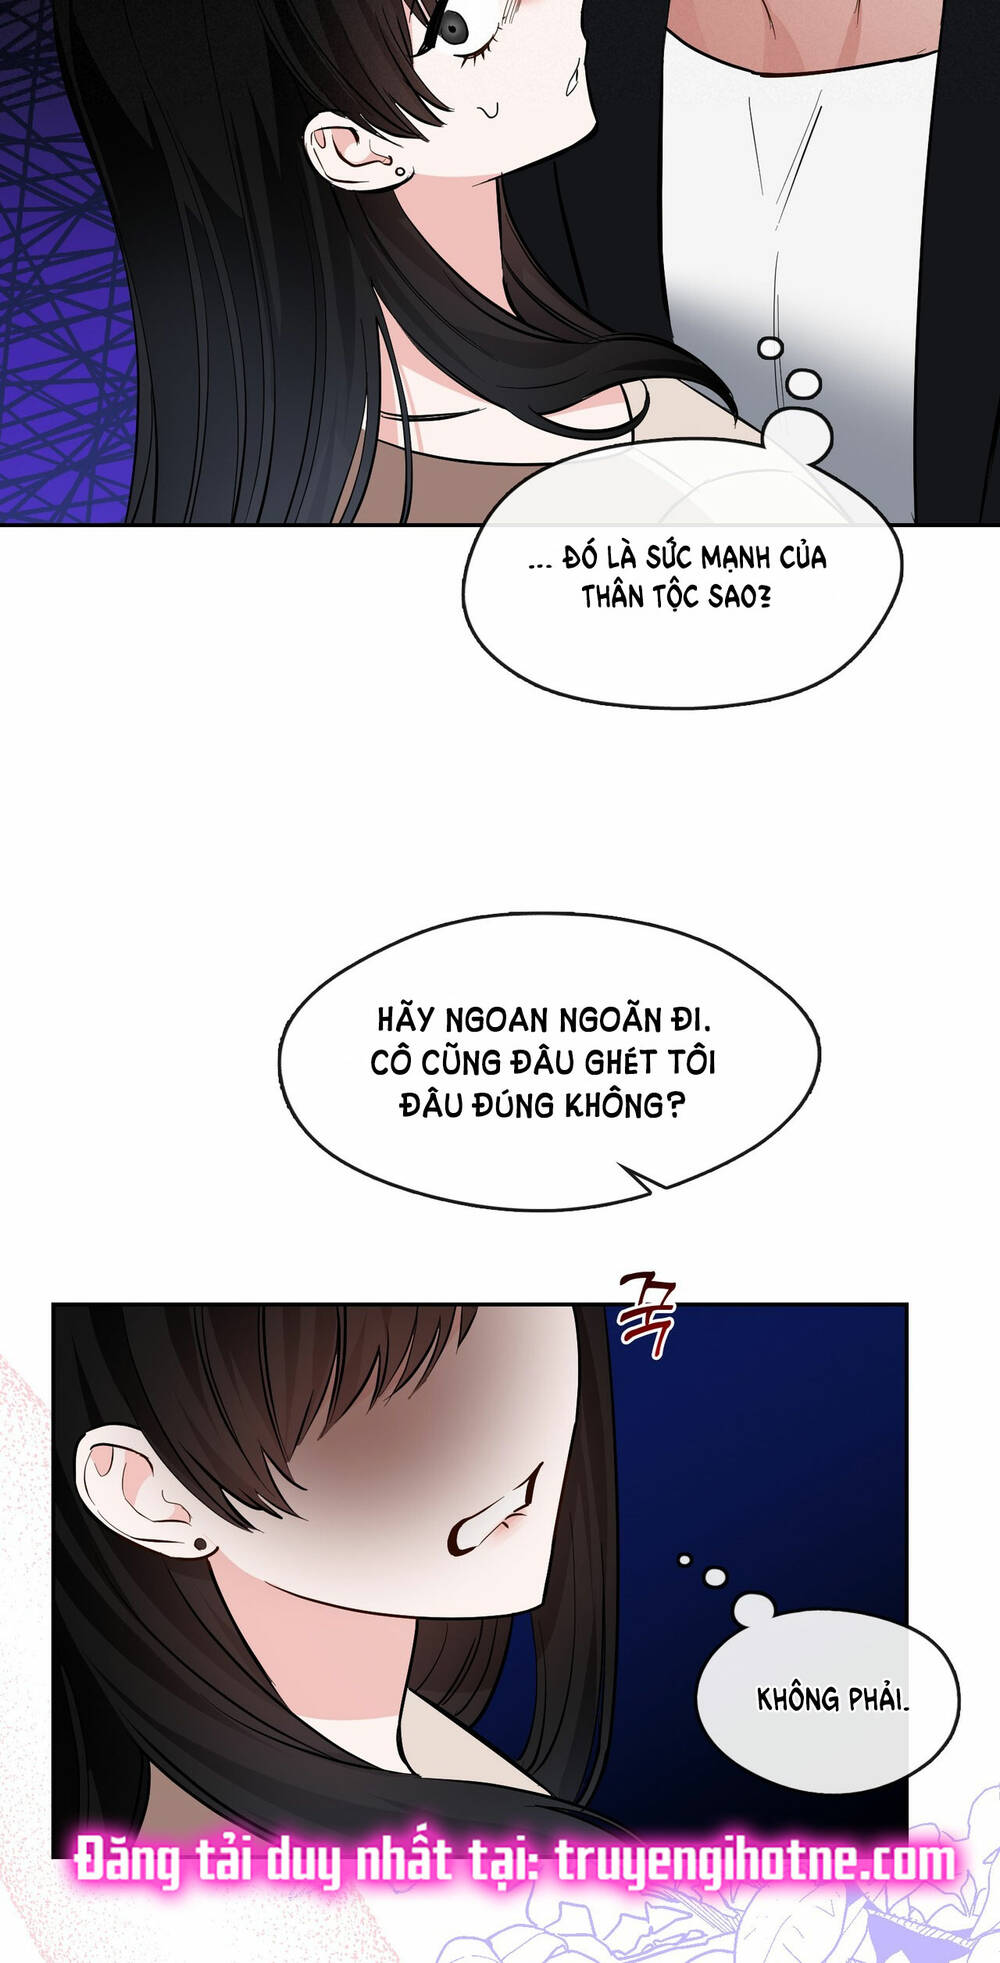 ... ĐÓ LÀ SỨC MẠNH CỦA
THÂN TỘC SAO?
HÃY NGOAN NGOÃN ĐI.
CÔ CŨNG ĐÂU GHÉT TÔI
ĐÂU ĐÚNG KHÔNG?
꾹
KHÔNG PHẢI.
Đăng tải duy nhất tại: truyengihotne.com